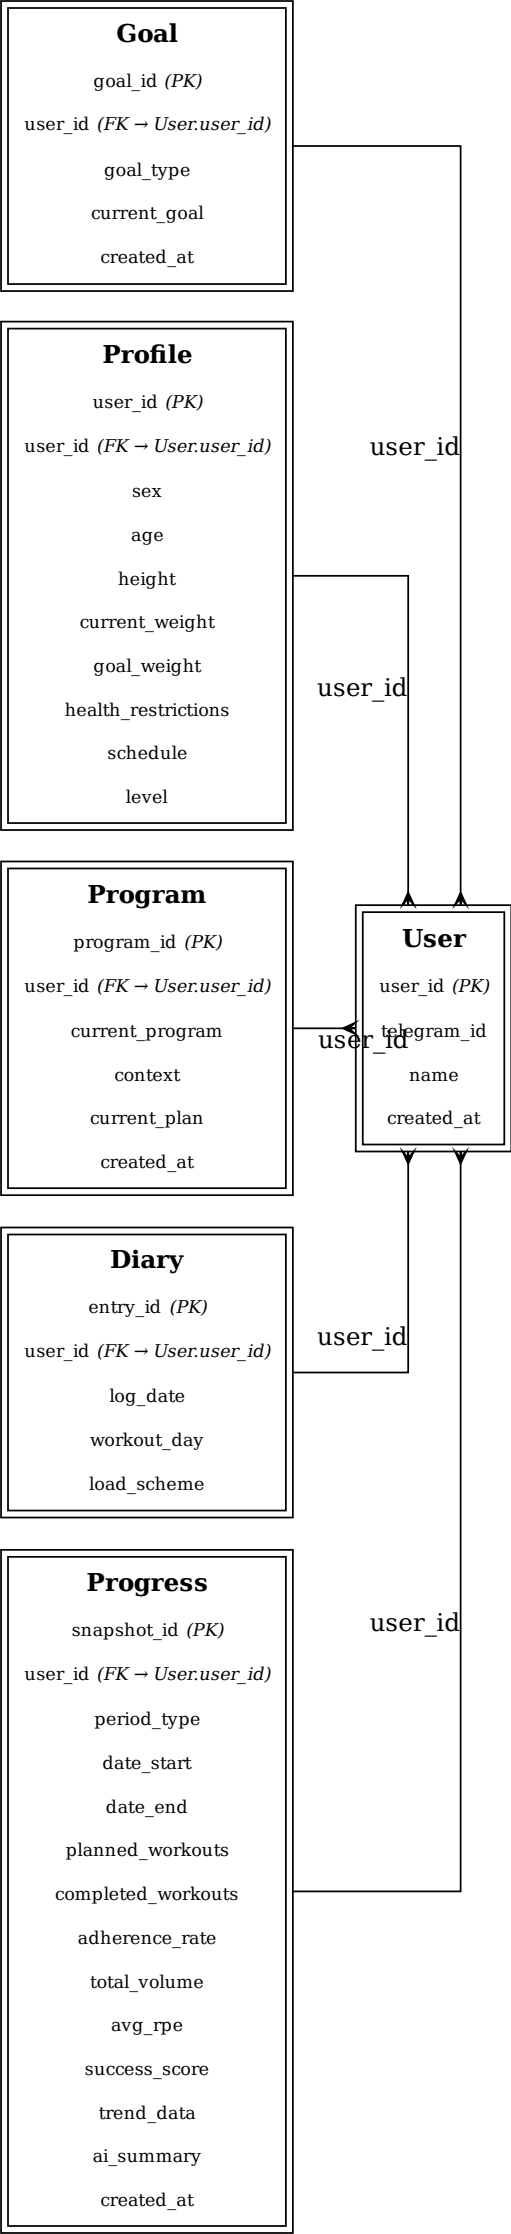 Goal
goal_id (PK)
user_id (FK → User.user_id)
goal_type
current_goal
created_at
Profile
user_id (PK)
user_id (FK → User.user_id)
sex
age
height
current_weight
goal_weight
health_restrictions
schedule
level
Program
program_id (PK)
user_id (FK → User.user_id)
current_program
context
current_plan
created_at
Diary
entry_id (PK)
user_id (FK → User.user_id)
log_date
workout_day
load_scheme
Progress
snapshot_id (PK)
user_id (FK → User.user_id)
period_type
date_start
date_end
planned_workouts
completed_workouts
adherence_rate
total_volume
avg_rpe
success_score
trend_data
ai_summary
created_at
user_id
user_id
user_id
user_id
user_id
User
user_id (PK)
telegram_id
name
created_at